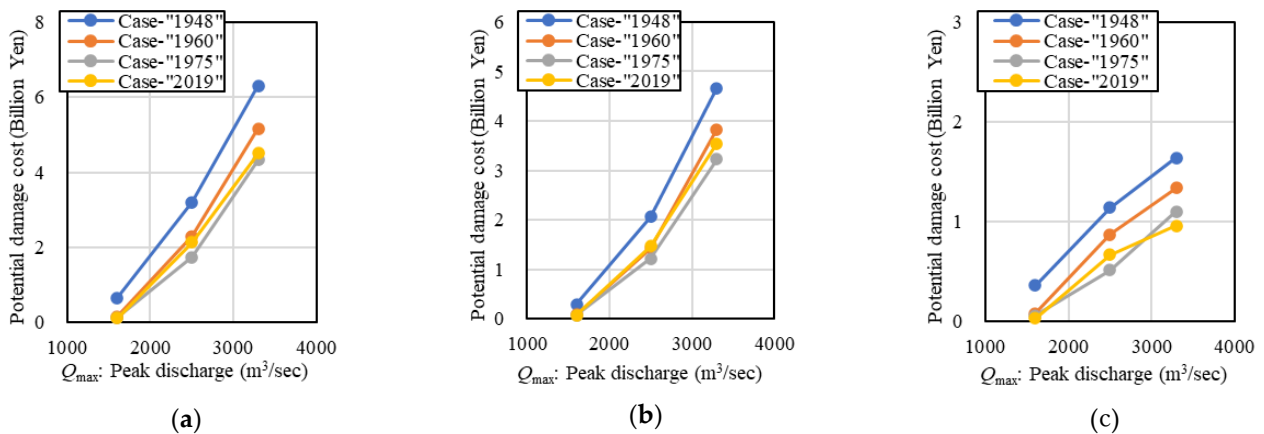 8
6
4
2
0
Potential damage cost (Billion Yen)
Case-"1948"
Case-"1960"
Case-"1975"
Case-"2019"
1000 2000 3000 4000
Qmax: Peak discharge (m³/sec)
(a)
6
5
4
3
2
1
0
Potential damage cost (Billion Yen)
Case-"1948"
Case-"1960"
Case-"1975"
Case-"2019"
1000 2000 3000 4000
Qmax: Peak discharge (m³/sec)
(b)
3
2
1
0
Potential damage cost (Billion Yen)
Case-"1948"
Case-"1960"
Case-"1975"
Case-"2019"
1000 2000 3000 4000
Qmax: Peak discharge (m³/sec)
(c)